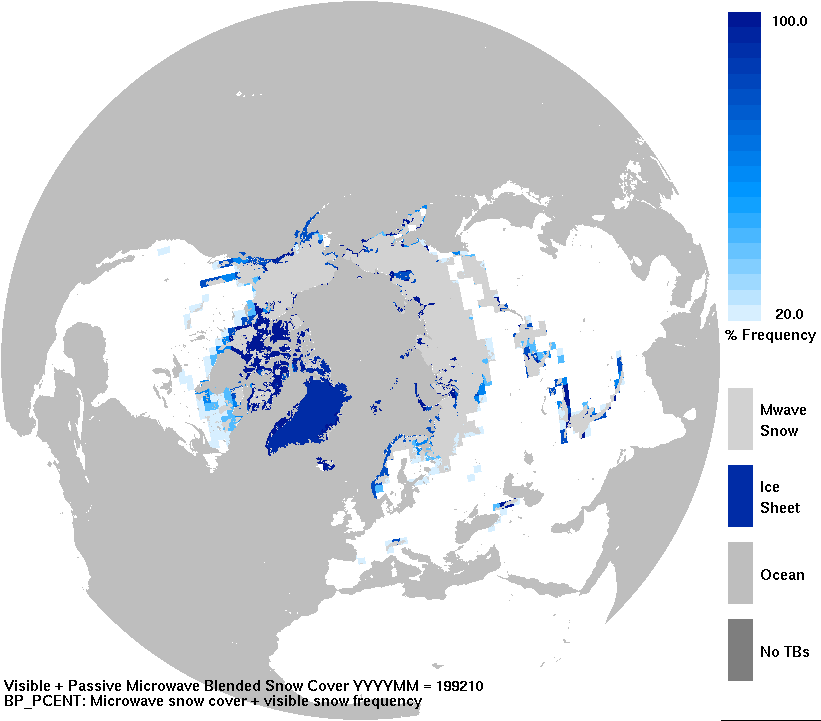 100.0
20.0
% Frequency
Mwave
Snow
Ice
Sheet
Ocean
No TBs
Visible + Passive Microwave Blended Snow Cover YYYYMM = 199210
BP_PCENT: Microwave snow cover + visible snow frequency